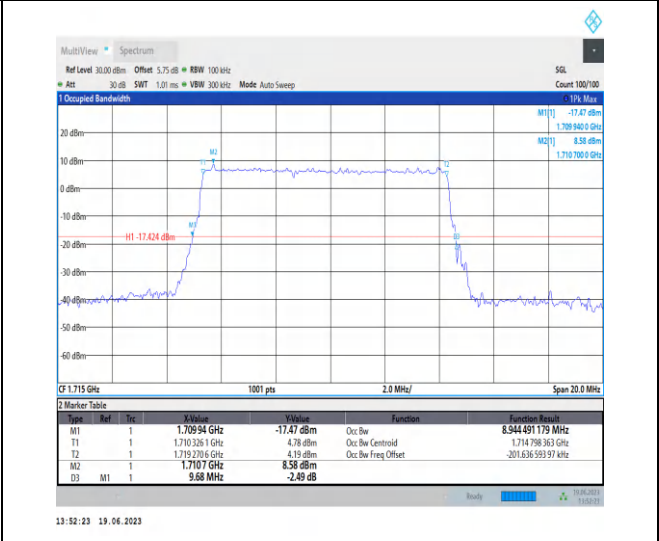 MultiView Spectrum
Ref Level 30.00 dBm Offset 5.75 dB RBW 100 kHz SGL
Att 30 dB SWT 1.01 ms VBW 300 kHz Mode Auto Sweep Count 100/100
1 Occupied Bandwidth 1Pk Max
M1[1] -17.47 dBm
1.709 940 0 GHz
20 dBm
M2[1] 8.58 dBm
1.710 700 0 GHz
M2
10 dBm
T1 T2
0 dBm
-10 dBm
M1
H1 -17.424 dBm
D3
-20 dBm
-30 dBm
-40 dBm
-50 dBm
-60 dBm
CF 1.715 GHz 1001 pts 2.0 MHz/ Span 20.0 MHz
2 Marker Table
Type Ref Trc X-Value Y-Value Function Function Result
M1 1 1.70994 GHz -17.47 dBm Occ Bw 8.944 491 179 MHz
T1 1 1.710 326 1 GHz 4.78 dBm Occ Bw Centroid 1.714 798 363 GHz
T2 1 1.719 270 6 GHz 4.19 dBm Occ Bw Freq Offset -201.636 593 97 kHz
M2 1 1.7107 GHz 8.58 dBm
D3 M1 1 9.68 MHz -2.49 dB
Ready 19.06.2023
13:52:23
13:52:23 19.06.2023